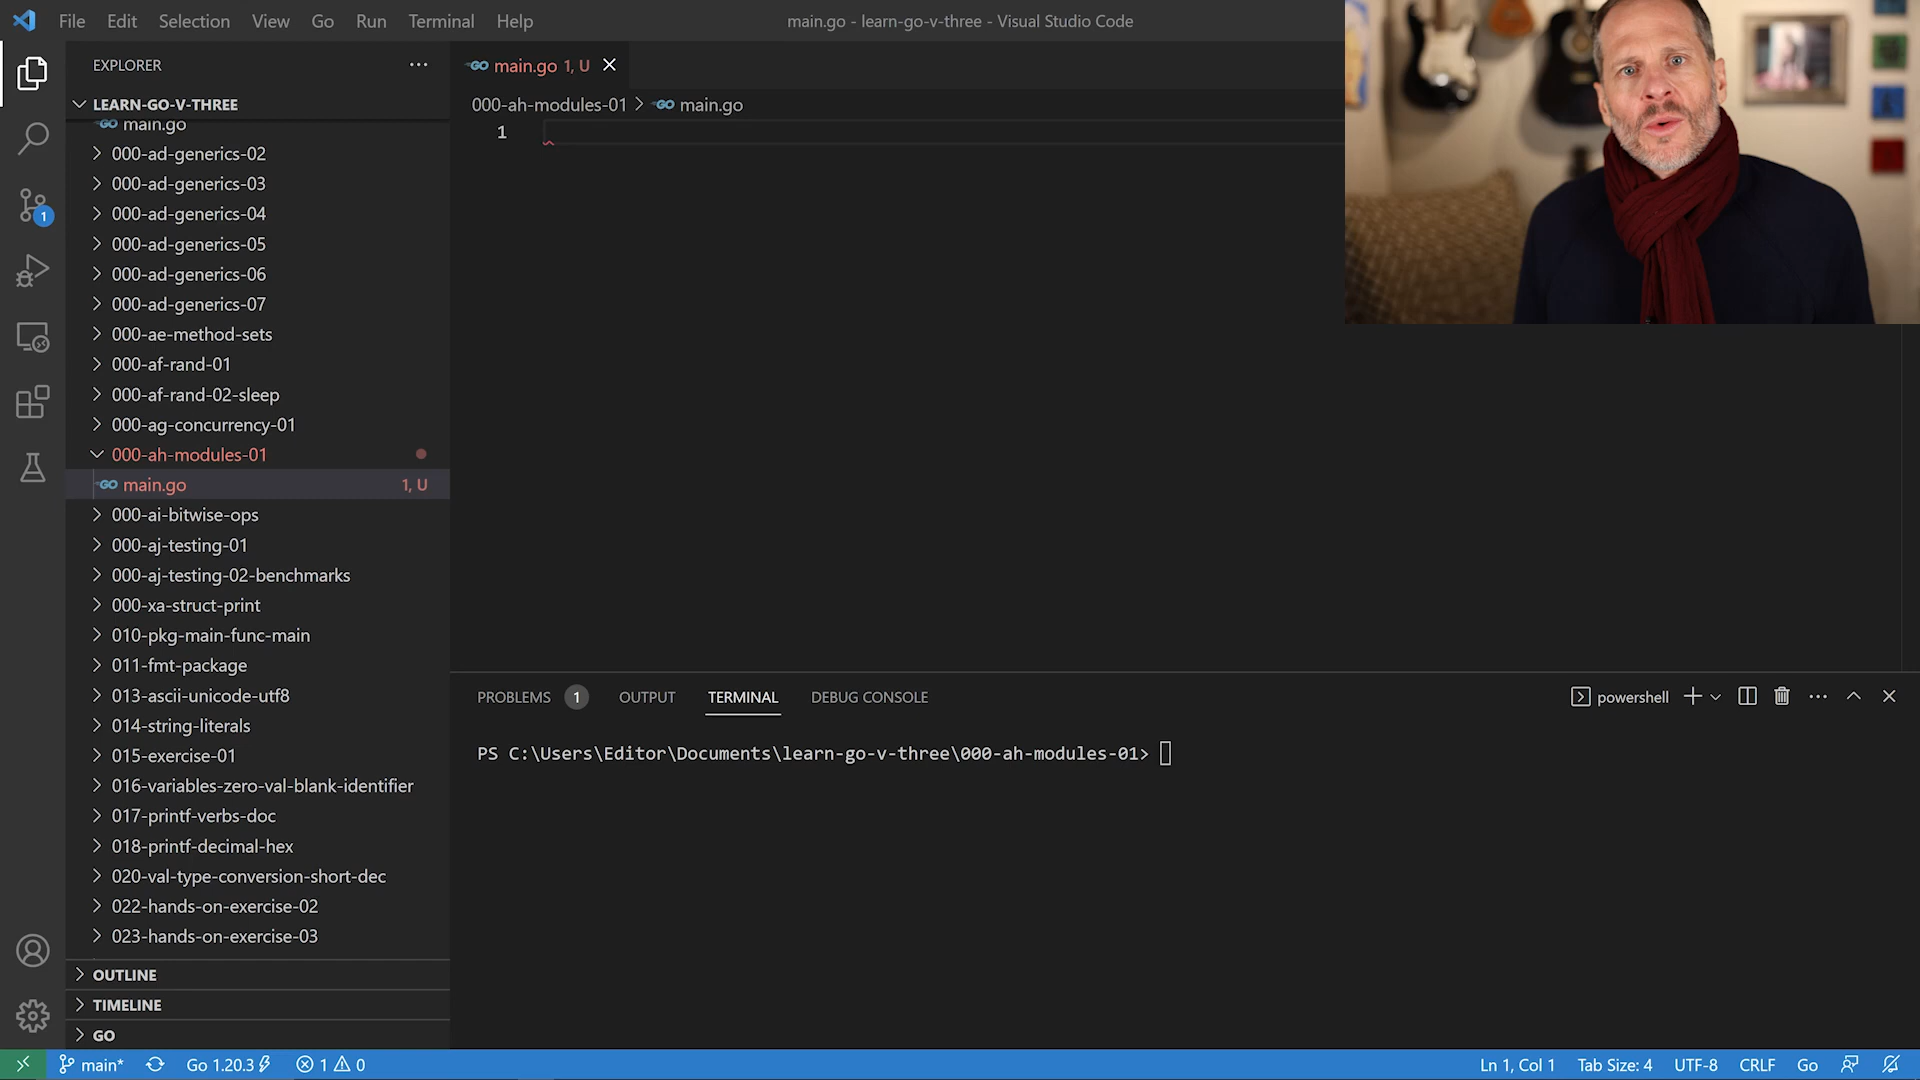 File Edit Selection View Go Run Terminal Help
main.go - learn-go-v-three - Visual Studio Code
EXPLORER
LEARN-GO-V-THREE
main.go
000-ad-generics-02
000-ad-generics-03
000-ad-generics-04
000-ad-generics-05
000-ad-generics-06
000-ad-generics-07
000-ae-method-sets
000-af-rand-01
000-af-rand-02-sleep
000-ag-concurrency-01
000-ah-modules-01
main.go 1, U
000-ai-bitwise-ops
000-aj-testing-01
000-aj-testing-02-benchmarks
000-xa-struct-print
010-pkg-main-func-main
011-fmt-package
013-ascii-unicode-utf8
014-string-literals
015-exercise-01
016-variables-zero-val-blank-identifier
017-printf-verbs-doc
018-printf-decimal-hex
020-val-type-conversion-short-dec
022-hands-on-exercise-02
023-hands-on-exercise-03
OUTLINE
TIMELINE
GO
1
GO main.go 1, U
000-ah-modules-01 > GO main.go
1
PROBLEMS 1 OUTPUT TERMINAL DEBUG CONSOLE
powershell
PS C:\Users\Editor\Documents\learn-go-v-three\000-ah-modules-01>
main* Go 1.20.3 1 0
Ln 1, Col 1 Tab Size: 4 UTF-8 CRLF Go